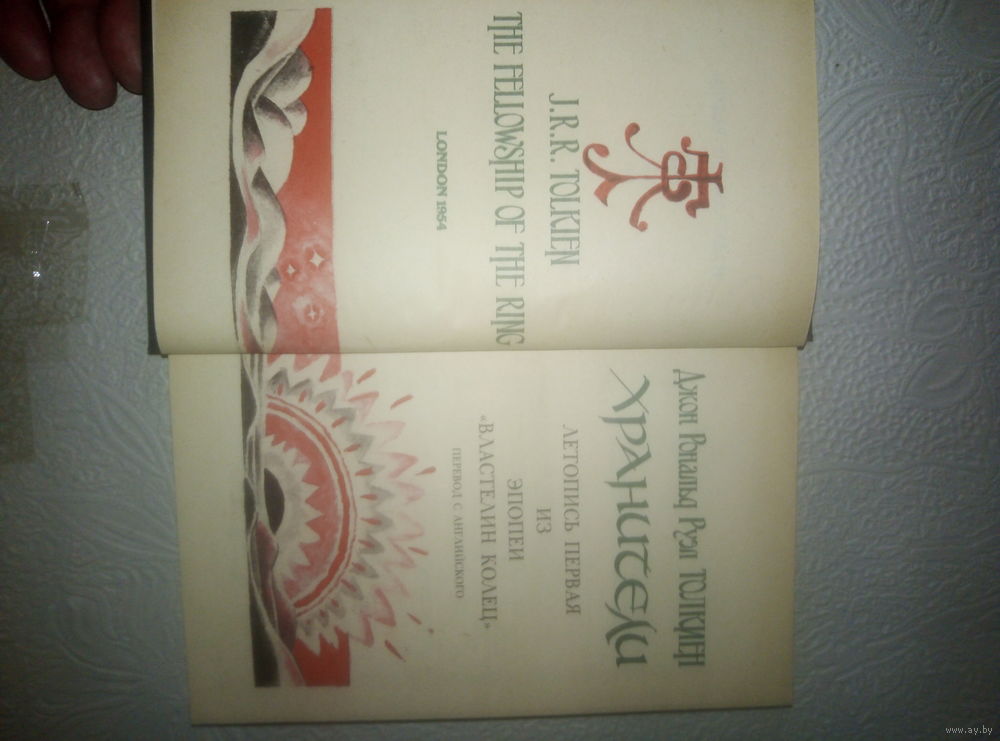 J.R.R. TOLKIEN
THE FELLOWSHIP OF THE RING
LONDON 1954
Джон Рональд Руэл ТОЛКИЕН
ХРАНИТЕЛИ
ЛЕТОПИСЬ ПЕРВАЯ
ИЗ
ЭПОПЕИ
«ВЛАСТЕЛИН КОЛЕЦ»
ПЕРЕВОД С АНГЛИЙСКОГО
www.ay.by